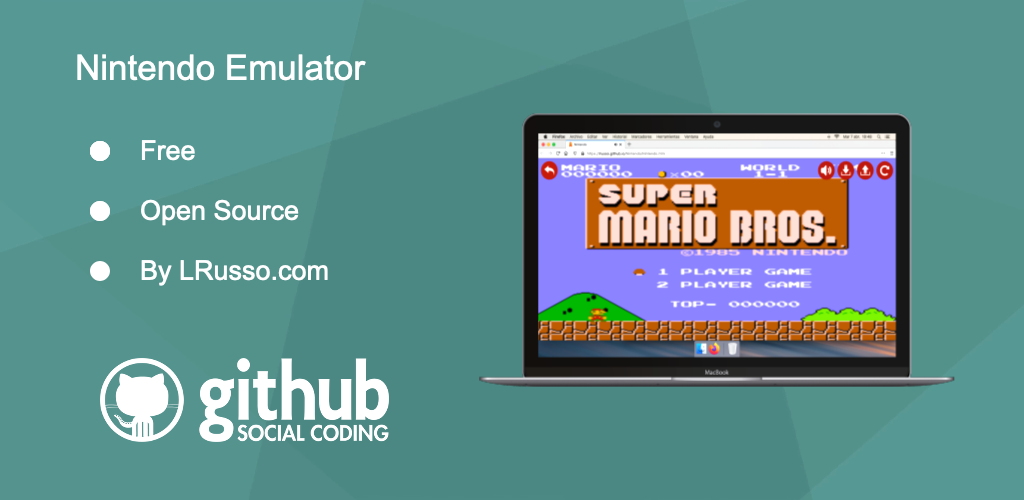 Nintendo Emulator
Free
Open Source
By LRusso.com
github
SOCIAL CODING
MARIO WORLD
000000 ×00 1-1
SUPER
MARIO BROS.
©1985 NINTENDO
1 PLAYER GAME
2 PLAYER GAME
TOP- 000000
MacBook